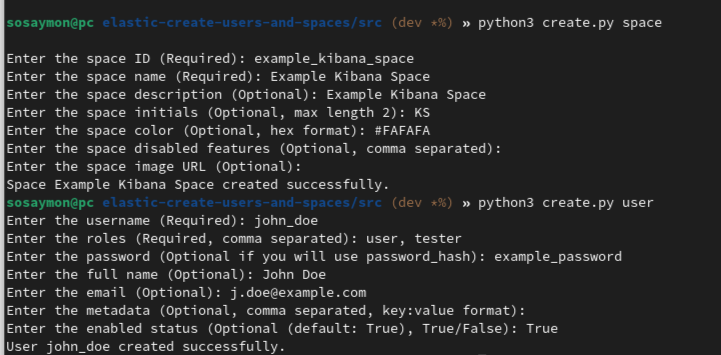 sosaymon@pc elastic-create-users-and-spaces/src (dev *%) » python3 create.py space
Enter the space ID (Required): example_kibana_space
Enter the space name (Required): Example Kibana Space
Enter the space description (Optional): Example Kibana Space
Enter the space initials (Optional, max length 2): KS
Enter the space color (Optional, hex format): #FAFAFA
Enter the space disabled features (Optional, comma separated):
Enter the space image URL (Optional):
Space Example Kibana Space created successfully.
sosaymon@pc elastic-create-users-and-spaces/src (dev *%) » python3 create.py user
Enter the username (Required): john_doe
Enter the roles (Required, comma separated): user, tester
Enter the password (Optional if you will use password_hash): example_password
Enter the full name (Optional): John Doe
Enter the email (Optional): j.doe@example.com
Enter the metadata (Optional, comma separated, key:value format):
Enter the enabled status (Optional (default: True), True/False): True
User john_doe created successfully.